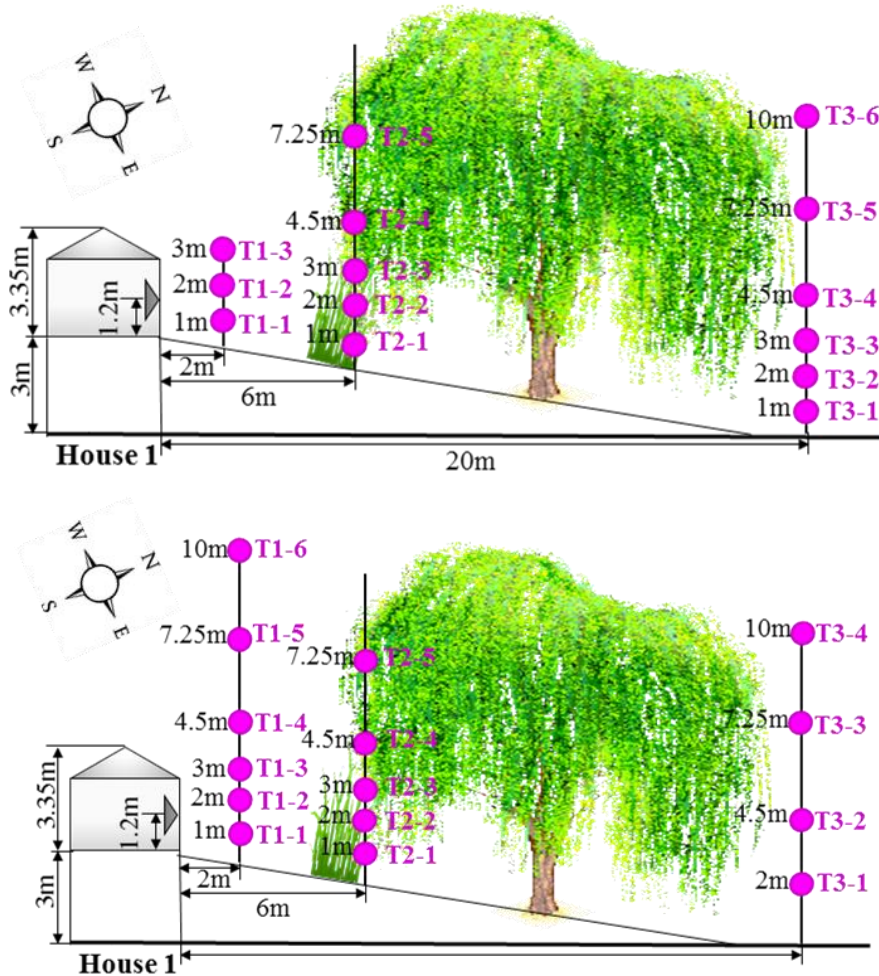 W
N
S
E
10m T3-6
7.25m T2-5
7.25m T3-5
4.5m T2-4
3m T1-3
3m T2-3
4.5m T3-4
2m T1-2
2m T2-2
3.35m
1.2m
1m T1-1
1m T2-1
3m T3-3
2m
2m T3-2
6m
3m
1m T3-1
House 1
20m
W
N
S
E
10m T1-6
7.25m T1-5
10m T3-4
7.25m T2-5
4.5m T1-4
7.25m T3-3
4.5m T2-4
3m T1-3
3m T2-3
3.35m
1.2m
2m T1-2
2m T2-2
4.5m T3-2
1m T1-1
1m T2-1
2m
2m T3-1
6m
3m
House 1